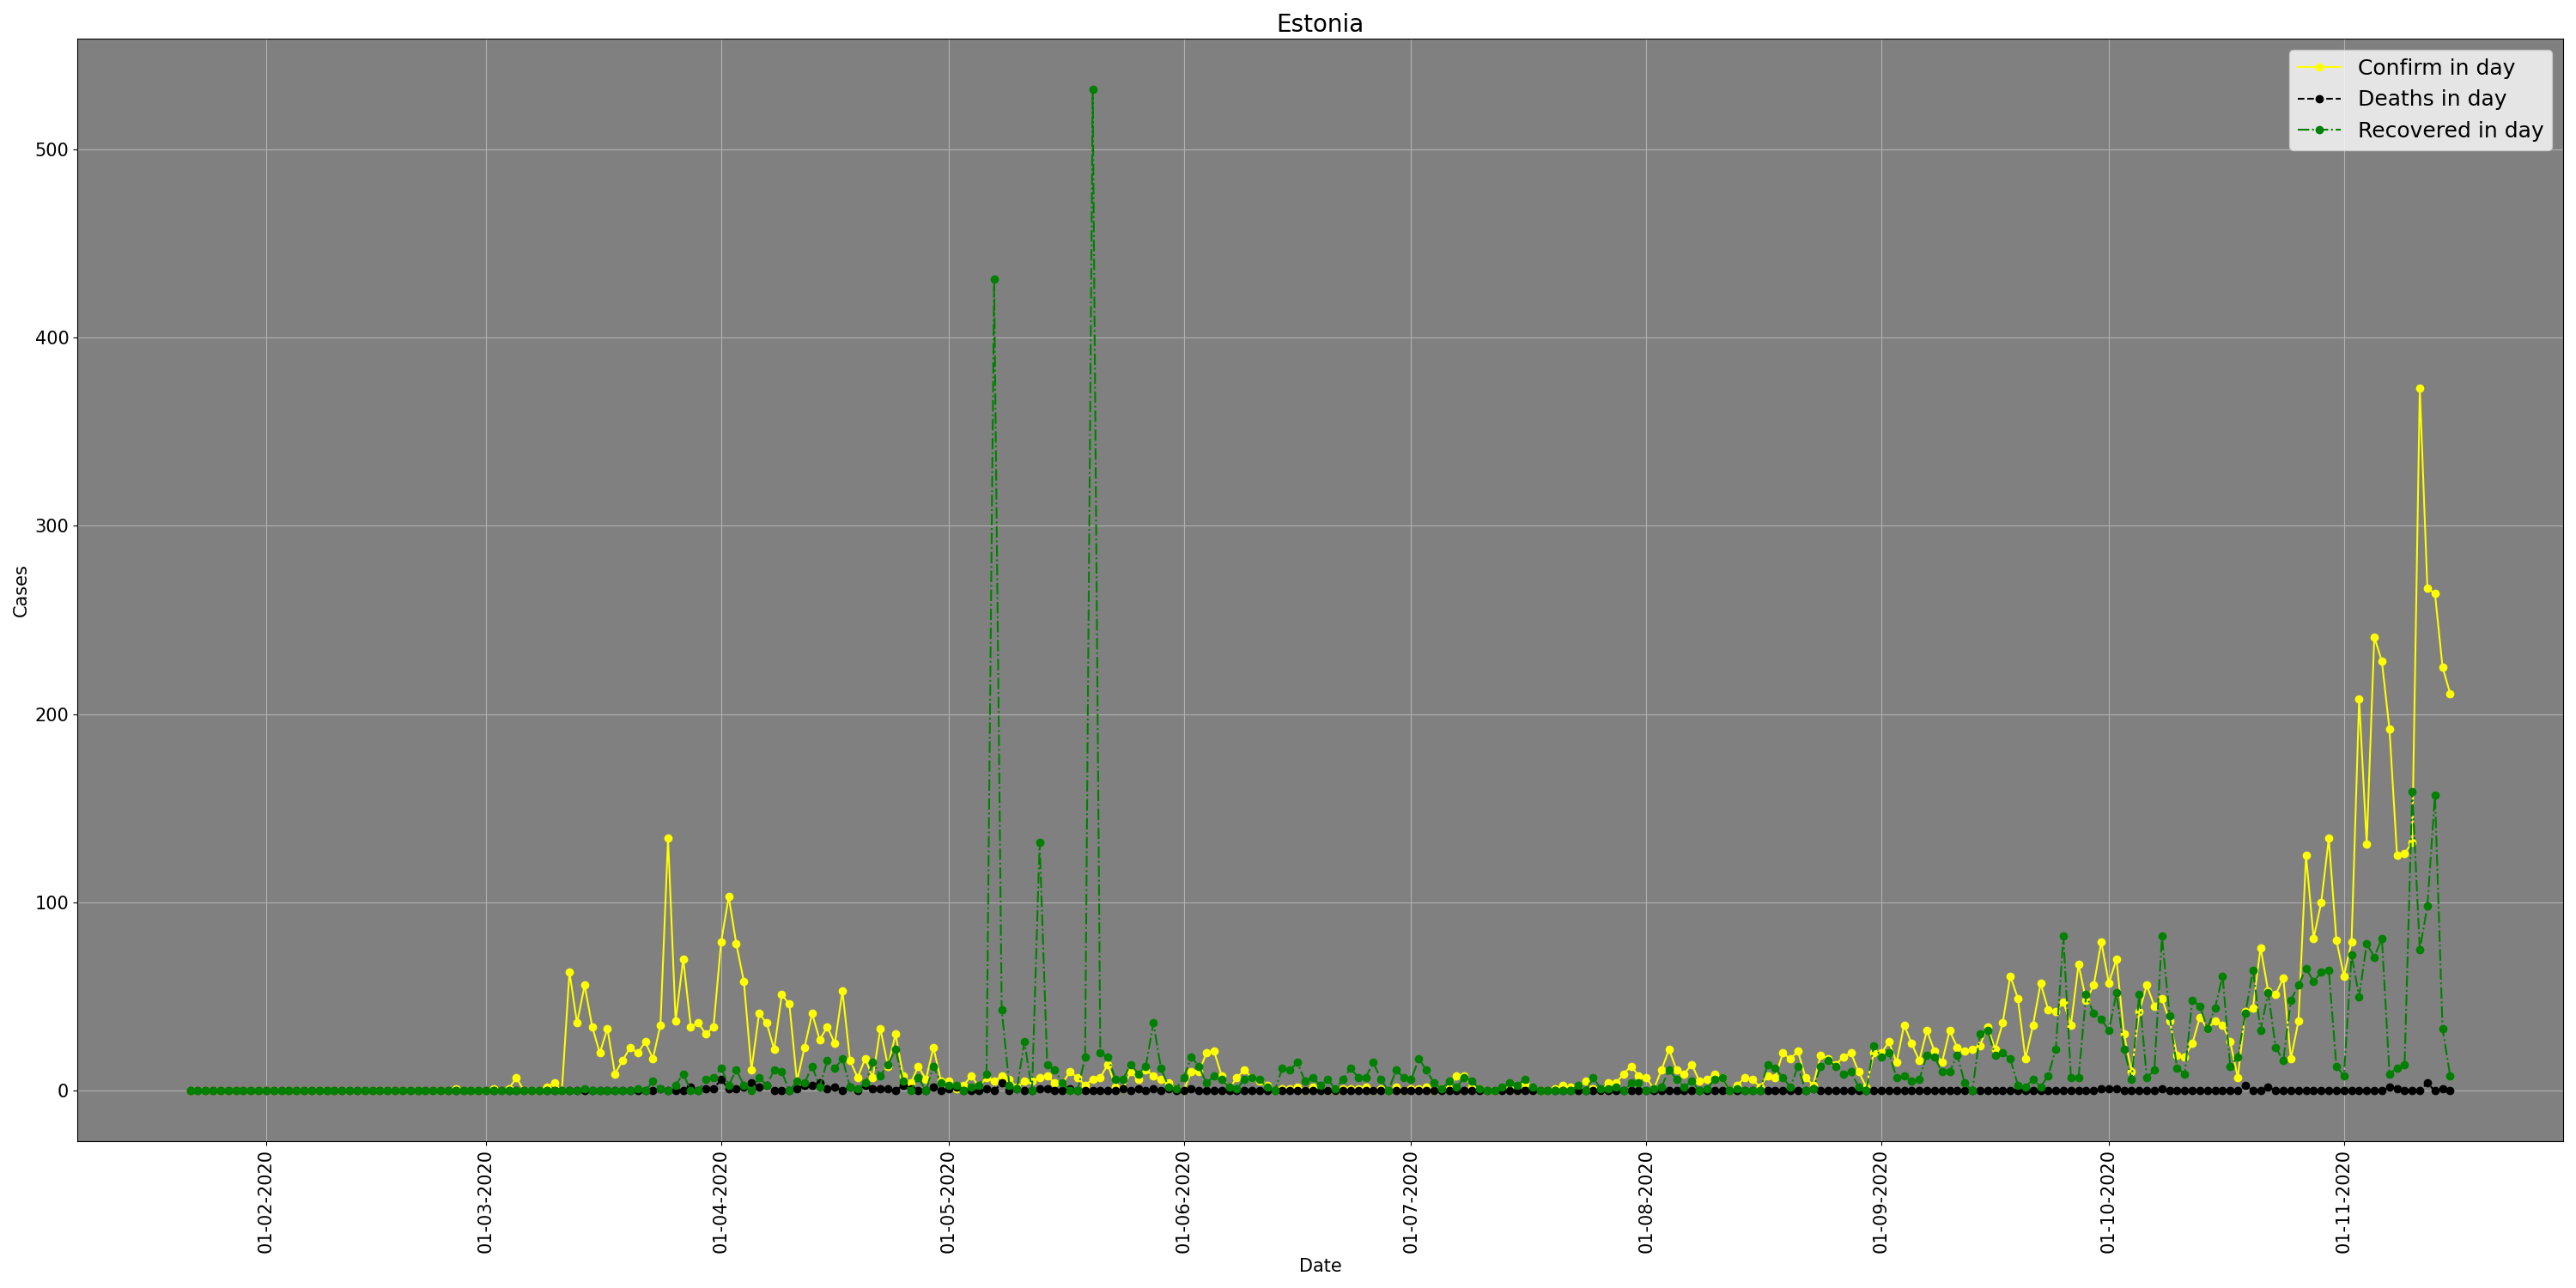 Estonia
Confirm in day
Deaths in day
Recovered in day
500
400
300
200
100
0
Cases
01-02-2020
01-03-2020
01-04-2020
01-05-2020
01-06-2020
01-07-2020
01-08-2020
01-09-2020
01-10-2020
01-11-2020
Date